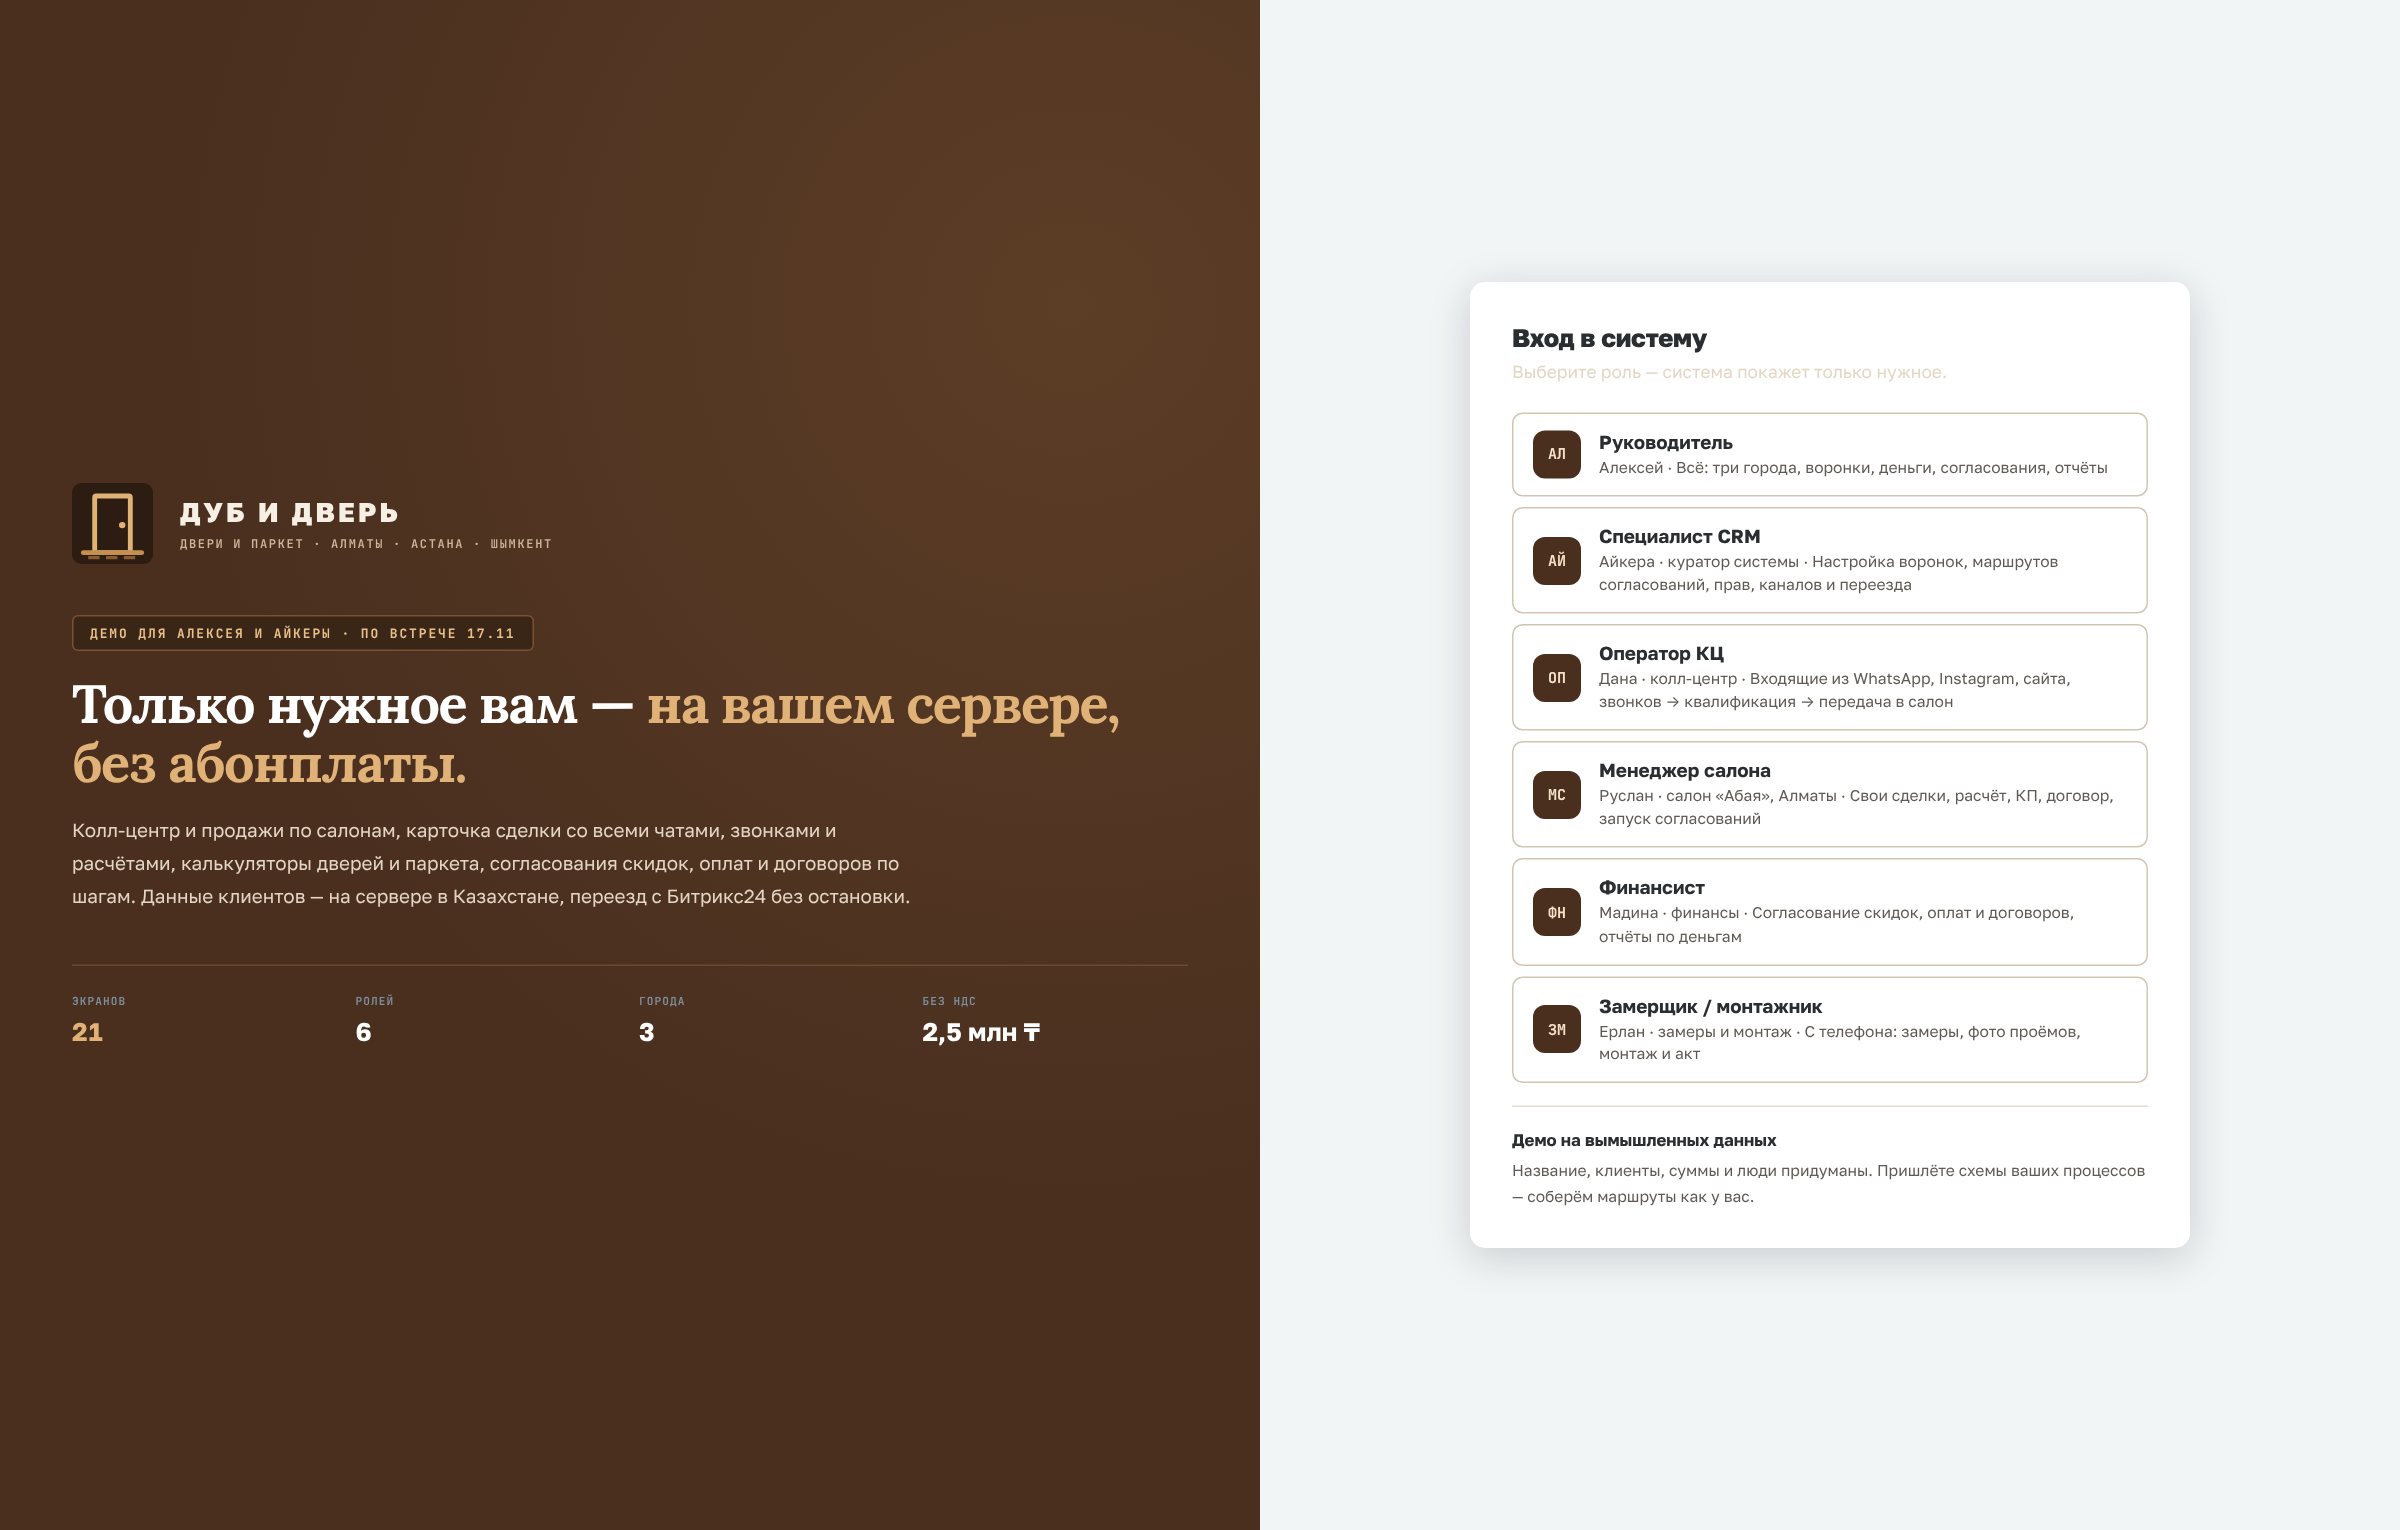 ДУБ И ДВЕРЬ
ДВЕРИ И ПАРКЕТ · АЛМАТЫ · АСТАНА · ШЫМКЕНТ
ДЕМО ДЛЯ АЛЕКСЕЯ И АЙКЕРЫ · ПО ВСТРЕЧЕ 17.11
Только нужное вам — на вашем сервере,
без абонплаты.
Колл-центр и продажи по салонам, карточка сделки со всеми чатами, звонками и
расчётами, калькуляторы дверей и паркета, согласования скидок, оплат и договоров по
шагам. Данные клиентов — на сервере в Казахстане, переезд с Битрикс24 без остановки.
ЭКРАНОВ
21
РОЛЕЙ
6
ГОРОДА
3
БЕЗ НДС
2,5 млн ₸
Вход в систему
Выберите роль — система покажет только нужное.
АЛ
Руководитель
Алексей · Всё: три города, воронки, деньги, согласования, отчёты
АЙ
Специалист CRM
Айкера · куратор системы · Настройка воронок, маршрутов
согласований, прав, каналов и переезда
ОП
Оператор КЦ
Дана · колл-центр · Входящие из WhatsApp, Instagram, сайта,
звонков → квалификация → передача в салон
МС
Менеджер салона
Руслан · салон «Абая», Алматы · Свои сделки, расчёт, КП, договор,
запуск согласований
ФН
Финансист
Мадина · финансы · Согласование скидок, оплат и договоров,
отчёты по деньгам
ЗМ
Замерщик / монтажник
Ерлан · замеры и монтаж · С телефона: замеры, фото проёмов,
монтаж и акт
Демо на вымышленных данных
Название, клиенты, суммы и люди придуманы. Пришлёте схемы ваших процессов
— соберём маршруты как у вас.